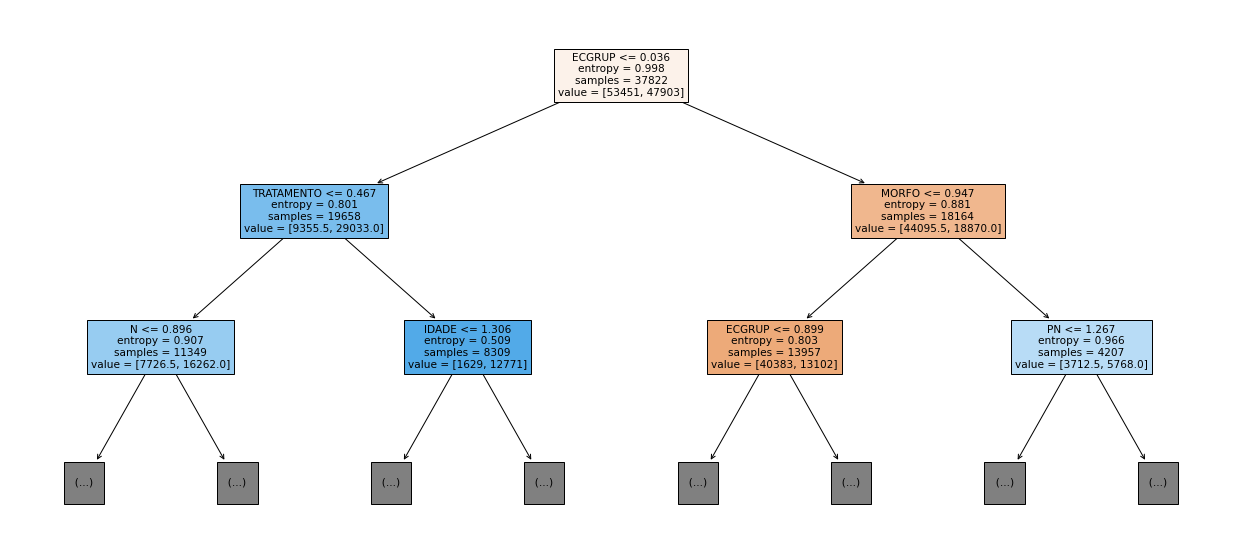 ECGRUP <= 0.036
entropy = 0.998
samples = 37822
value = [53451, 47903]
TRATAMENTO <= 0.467
entropy = 0.801
samples = 19658
value = [9355.5, 29033.0]
MORFO <= 0.947
entropy = 0.881
samples = 18164
value = [44095.5, 18870.0]
N <= 0.896
entropy = 0.907
samples = 11349
value = [7726.5, 16262.0]
IDADE <= 1.306
entropy = 0.509
samples = 8309
value = [1629, 12771]
ECGRUP <= 0.899
entropy = 0.803
samples = 13957
value = [40383, 13102]
PN <= 1.267
entropy = 0.966
samples = 4207
value = [3712.5, 5768.0]
(...)
(...)
(...)
(...)
(...)
(...)
(...)
(...)